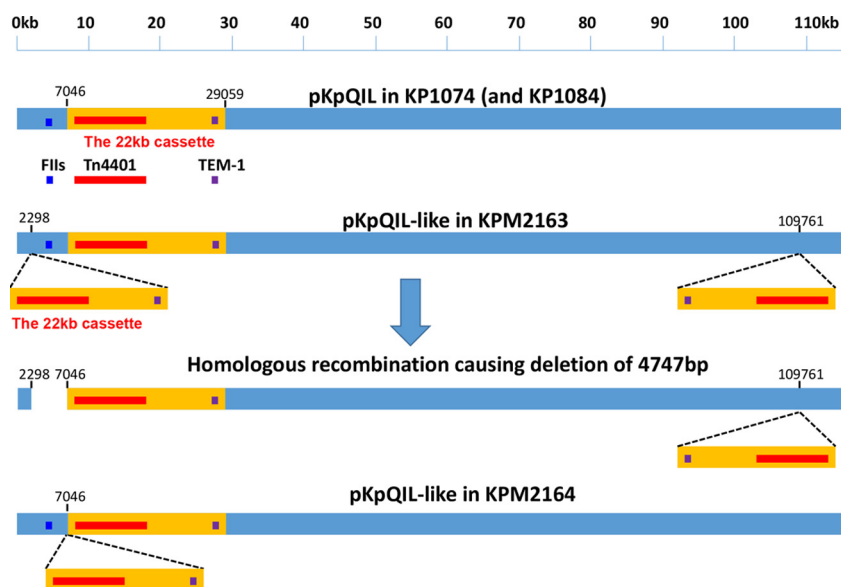 0kb 10 20 30 40 50 60 70 80 90 100 110kb
7046 29059
pKpQIL in KP1074 (and KP1084)
The 22kb cassette
FIIs Tn4401 TEM-1
2298 pKpQIL-like in KPM2163 109761
The 22kb cassette
Homologous recombination causing deletion of 4747bp
2298 7046 109761
pKpQIL-like in KPM2164
7046